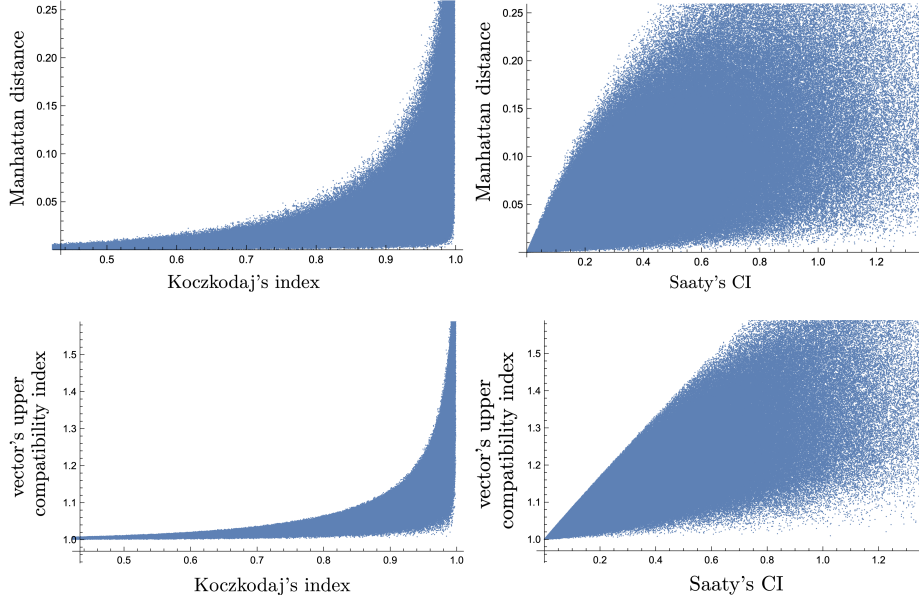 0.25
0.20
0.15
0.10
0.05
Manhattan distance
0.5 0.6 0.7 0.8 0.9 1.0
Koczkodaj's index
0.25
0.20
0.15
0.10
0.05
Manhattan distance
0.2 0.4 0.6 0.8 1.0 1.2
Saaty's CI
1.5
1.4
1.3
1.2
1.1
1.0
vector's upper
compatibility index
0.5 0.6 0.7 0.8 0.9 1.0
Koczkodaj's index
1.5
1.4
1.3
1.2
1.1
1.0
vector's upper
compatibility index
0.2 0.4 0.6 0.8 1.0 1.2
Saaty's CI